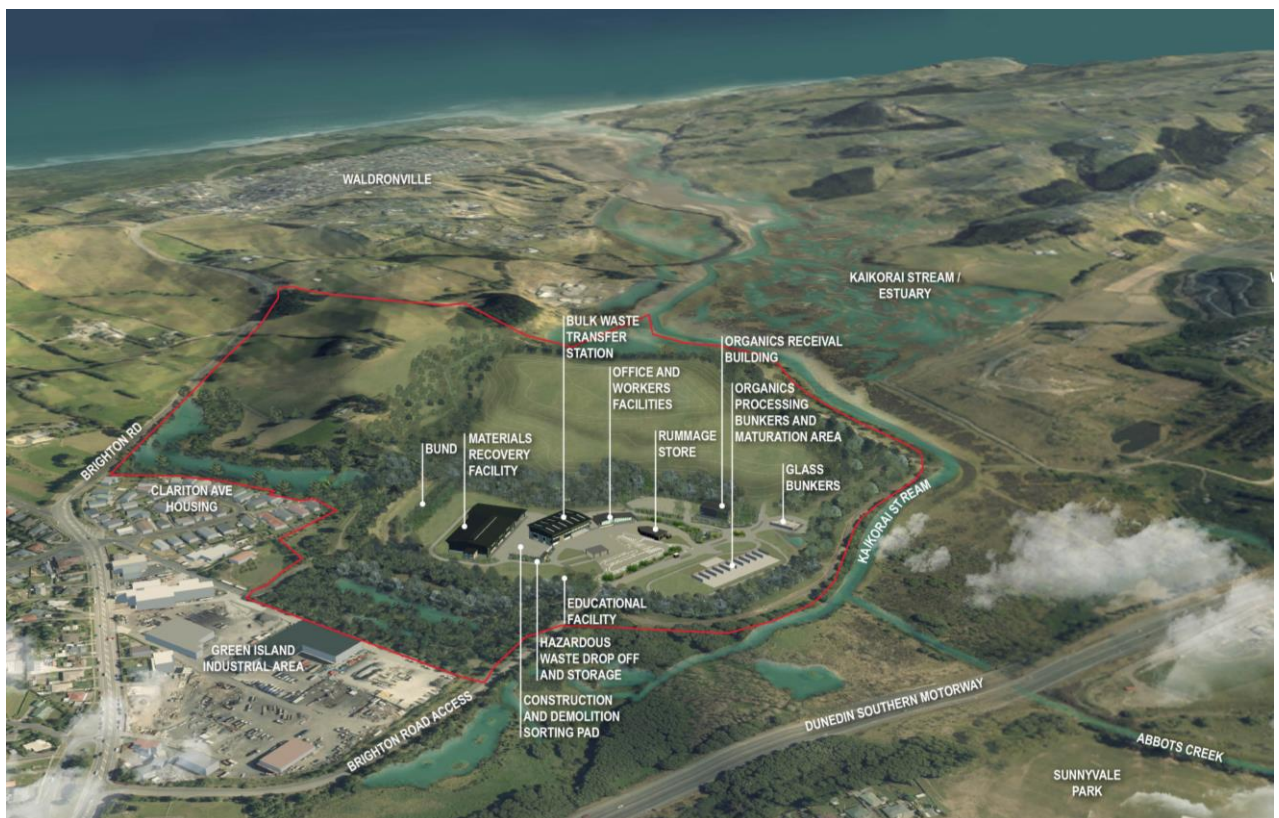 WALDRONVILLE
KAIKORAI STREAM /
ESTUARY
BULK WASTE
TRANSFER
STATION
ORGANICS RECEIVAL
BUILDING
OFFICE AND
WORKERS
FACILITIES
ORGANICS
PROCESSING
BUNKERS AND
MATURATION AREA
BUND
MATERIALS
RECOVERY
FACILITY
RUMMAGE
STORE
GLASS
BUNKERS
BRIGHTON RD
CLARITON AVE
HOUSING
KAIKORAI STREAM
EDUCATIONAL
FACILITY
GREEN ISLAND
INDUSTRIAL AREA
HAZARDOUS
WASTE DROP OFF
AND STORAGE
CONSTRUCTION
AND DEMOLITION
SORTING PAD
BRIGHTON ROAD ACCESS
DUNEDIN SOUTHERN MOTORWAY
ABBOTS CREEK
SUNNYVALE
PARK